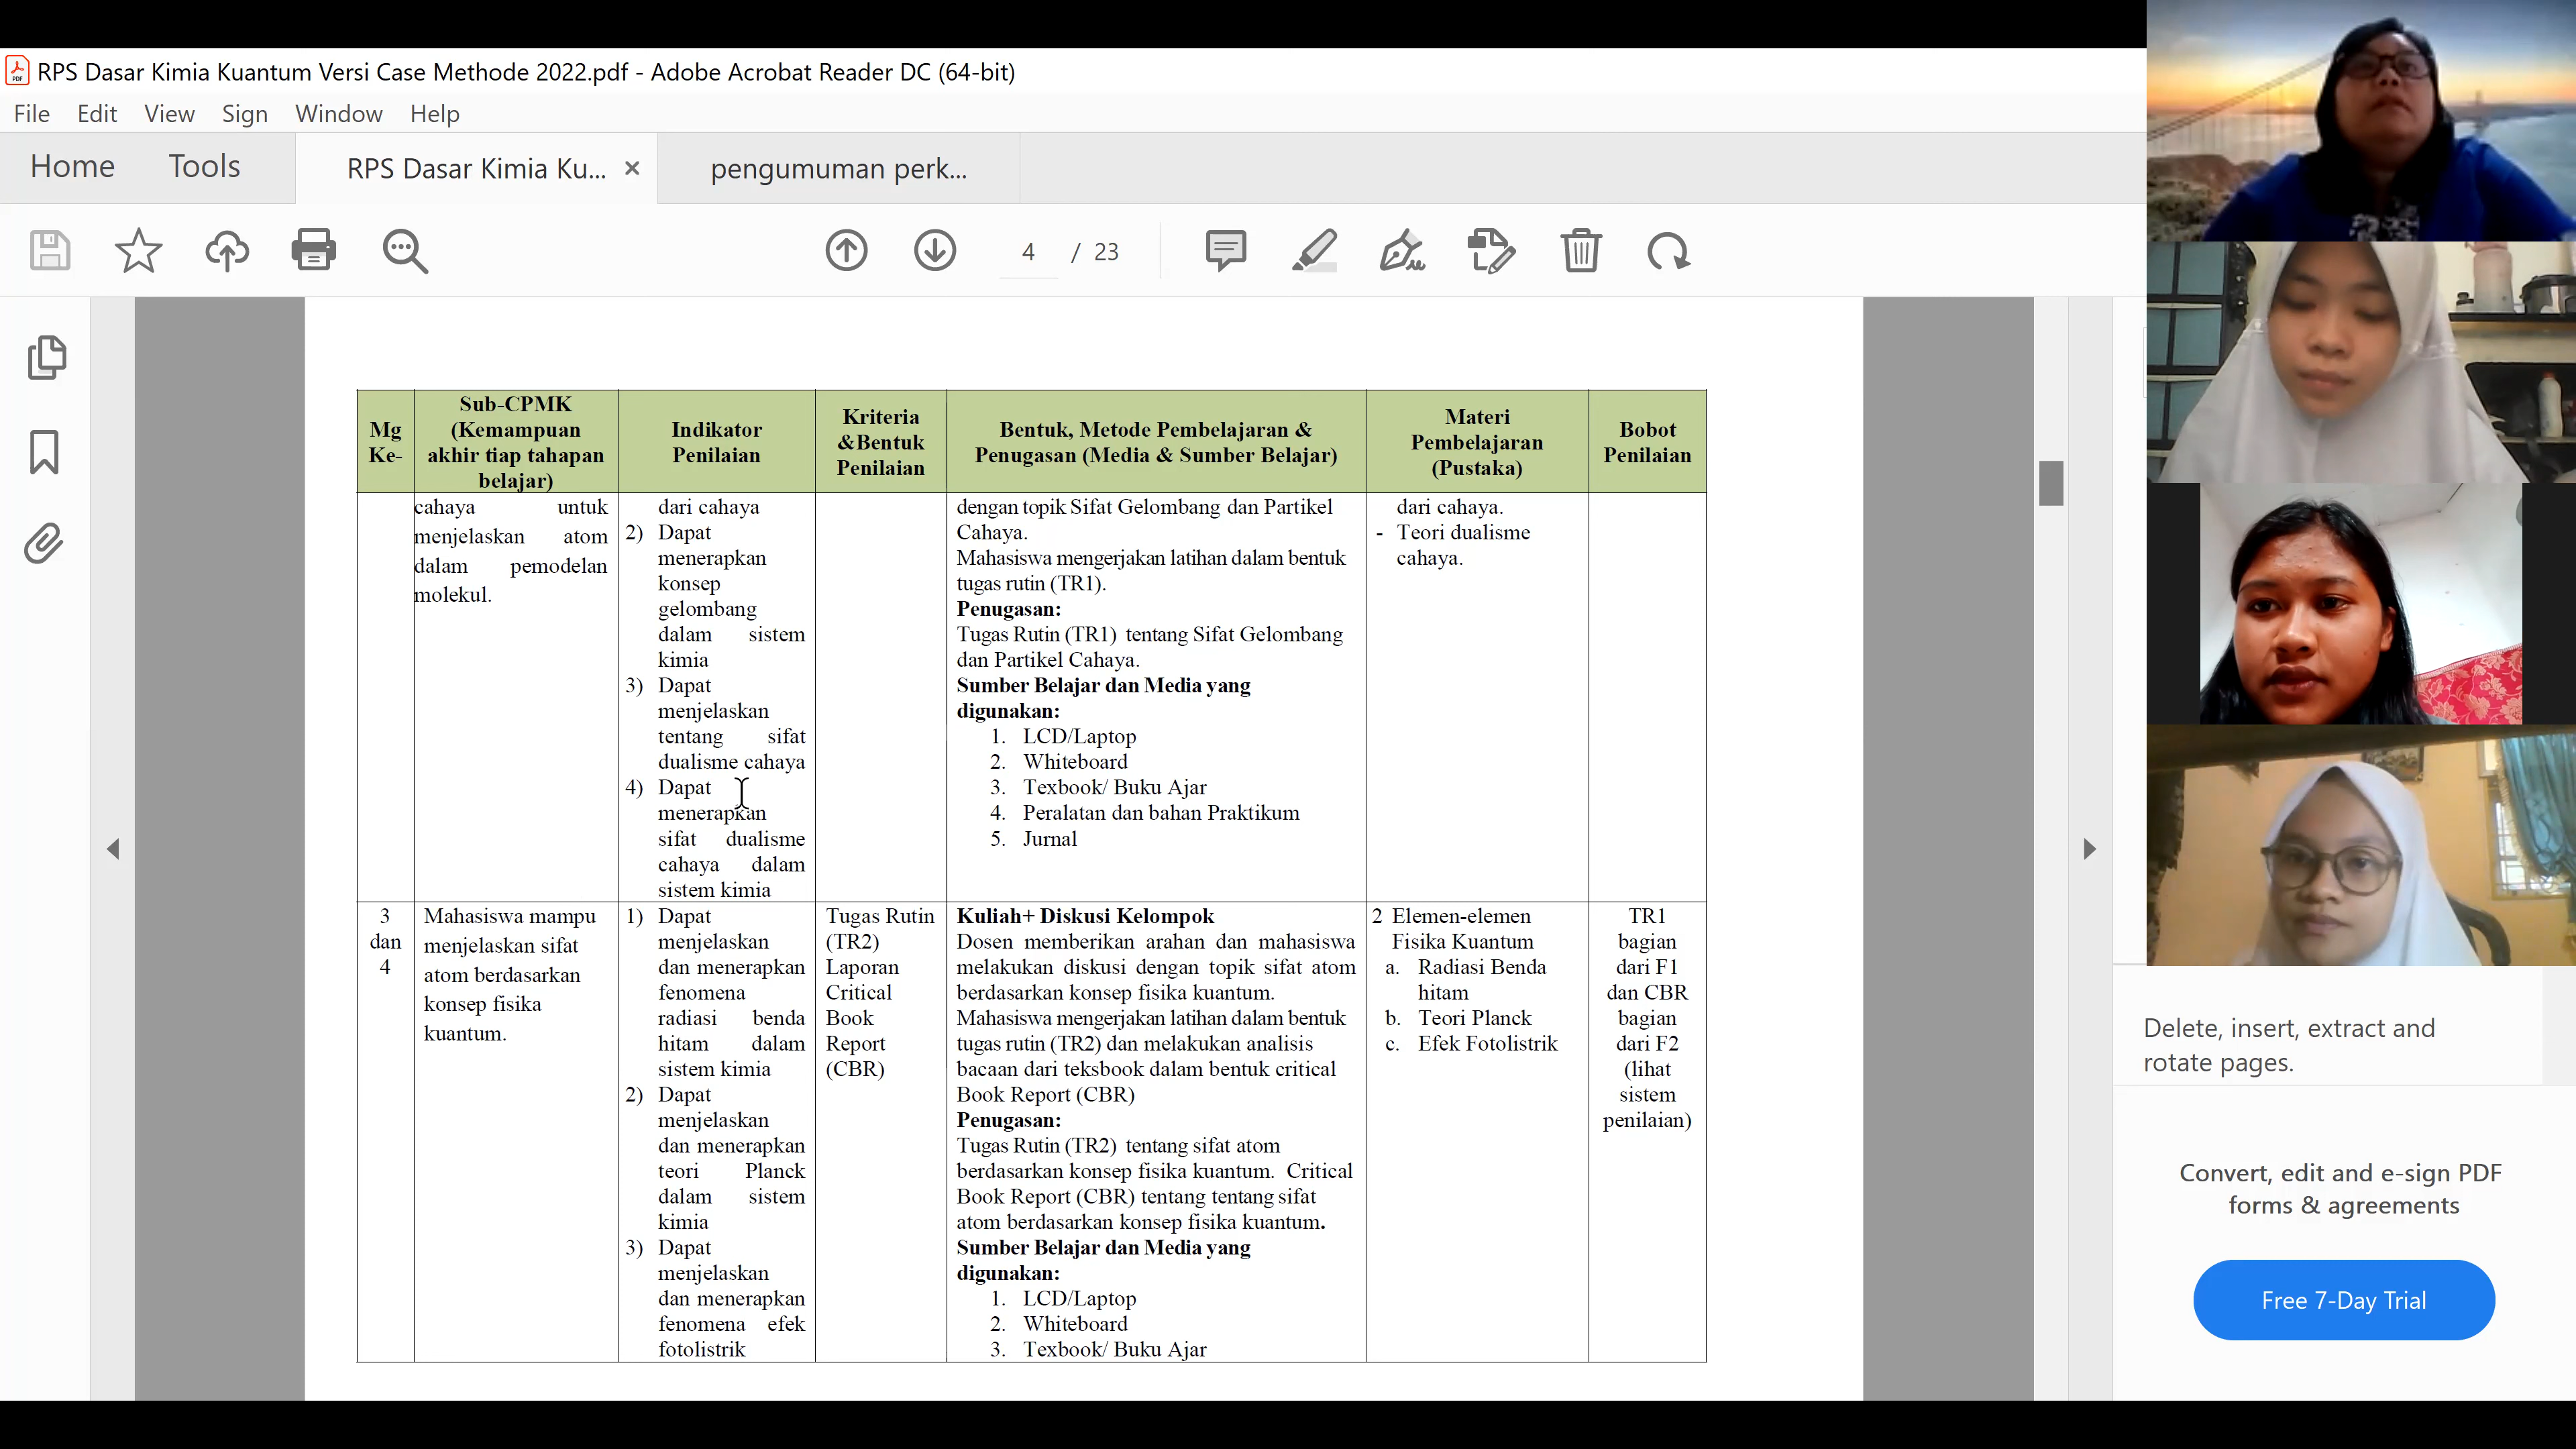 RPS Dasar Kimia Kuantum Versi Case Methode 2022.pdf - Adobe Acrobat Reader DC (64-bit)
File Edit View Sign Window Help
Home Tools RPS Dasar Kimia Ku... × pengumuman perk...
4 / 23
Mg
Ke-
Sub-CPMK
(Kemampuan
akhir tiap tahapan
belajar)
Indikator
Penilaian
Kriteria
&Bentuk
Penilaian
Bentuk, Metode Pembelajaran &
Penugasan (Media & Sumber Belajar)
Materi
Pembelajaran
(Pustaka)
Bobot
Penilaian
cahaya untuk
menjelaskan atom
dalam pemodelan
molekul.
dari cahaya
2) Dapat
menerapkan
konsep
gelombang
dalam sistem
kimia
3) Dapat
menjelaskan
tentang sifat
dualisme cahaya
4) Dapat
menerapkan
sifat dualisme
cahaya dalam
sistem kimia
dengan topik Sifat Gelombang dan Partikel
Cahaya.
Mahasiswa mengerjakan latihan dalam bentuk
tugas rutin (TR1).
Penugasan:
Tugas Rutin (TR1) tentang Sifat Gelombang
dan Partikel Cahaya.
Sumber Belajar dan Media yang
digunakan:
1. LCD/Laptop
2. Whiteboard
3. Texbook/ Buku Ajar
4. Peralatan dan bahan Praktikum
5. Jurnal
dari cahaya.
- Teori dualisme
cahaya.
3
dan
4
Mahasiswa mampu
menjelaskan sifat
atom berdasarkan
konsep fisika
kuantum.
1) Dapat
menjelaskan
dan menerapkan
fenomena
radiasi benda
hitam dalam
sistem kimia
2) Dapat
menjelaskan
dan menerapkan
teori Planck
dalam sistem
kimia
3) Dapat
menjelaskan
dan menerapkan
fenomena efek
fotolistrik
Tugas Rutin
(TR2)
Laporan
Critical
Book
Report
(CBR)
Kuliah+ Diskusi Kelompok
Dosen memberikan arahan dan mahasiswa
melakukan diskusi dengan topik sifat atom
berdasarkan konsep fisika kuantum.
Mahasiswa mengerjakan latihan dalam bentuk
tugas rutin (TR2) dan melakukan analisis
bacaan dari teksbook dalam bentuk critical
Book Report (CBR)
Penugasan:
Tugas Rutin (TR2) tentang sifat atom
berdasarkan konsep fisika kuantum. Critical
Book Report (CBR) tentang tentang sifat
atom berdasarkan konsep fisika kuantum.
Sumber Belajar dan Media yang
digunakan:
1. LCD/Laptop
2. Whiteboard
3. Texbook/ Buku Ajar
2 Elemen-elemen
Fisika Kuantum
a. Radiasi Benda
hitam
b. Teori Planck
c. Efek Fotolistrik
TR1
bagian
dari F1
dan CBR
bagian
dari F2
(lihat
sistem
penilaian)
Delete, insert, extract and
rotate pages.
Convert, edit and e-sign PDF
forms & agreements
Free 7-Day Trial